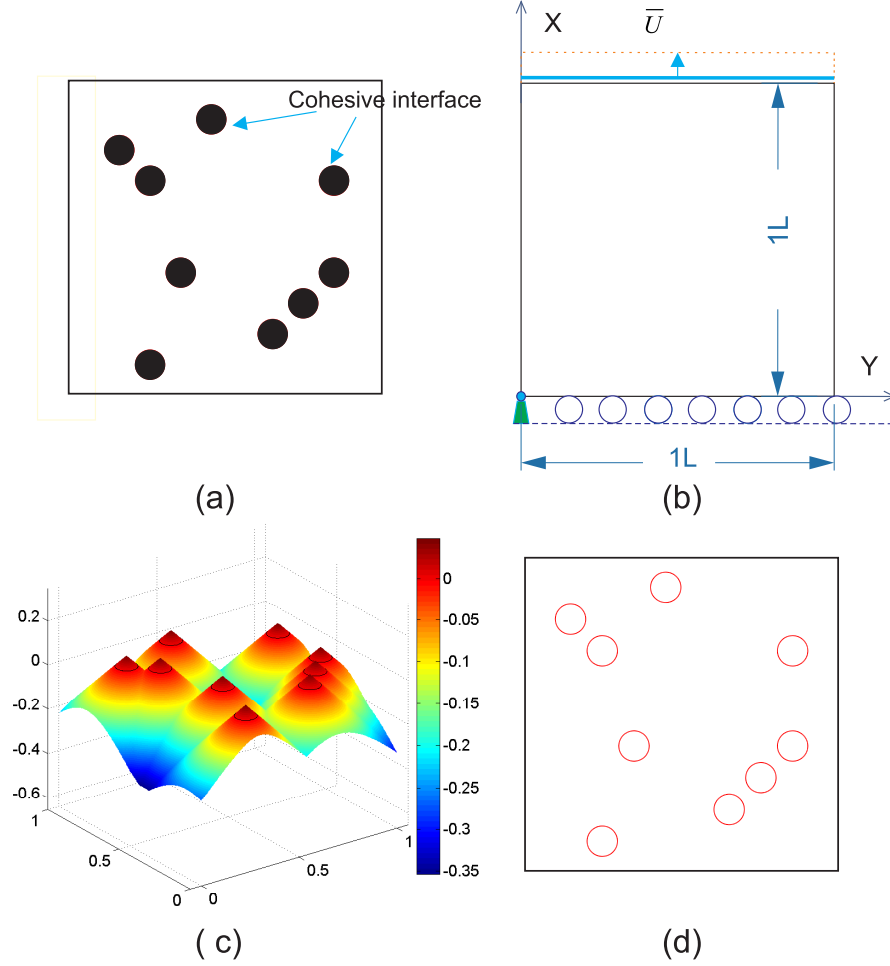 X
U̅
Cohesive interface
1L
Y
1L
(a)
(b)
0.2
0
-0.2
-0.4
-0.6
1
0.5
0
0
0.5
1
0
-0.05
-0.1
-0.15
-0.2
-0.25
-0.3
-0.35
( c)
(d)